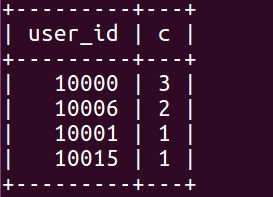 +---------+---+
| user_id | c |
+---------+---+
|   10000 | 3 |
|   10006 | 2 |
|   10001 | 1 |
|   10015 | 1 |
+---------+---+